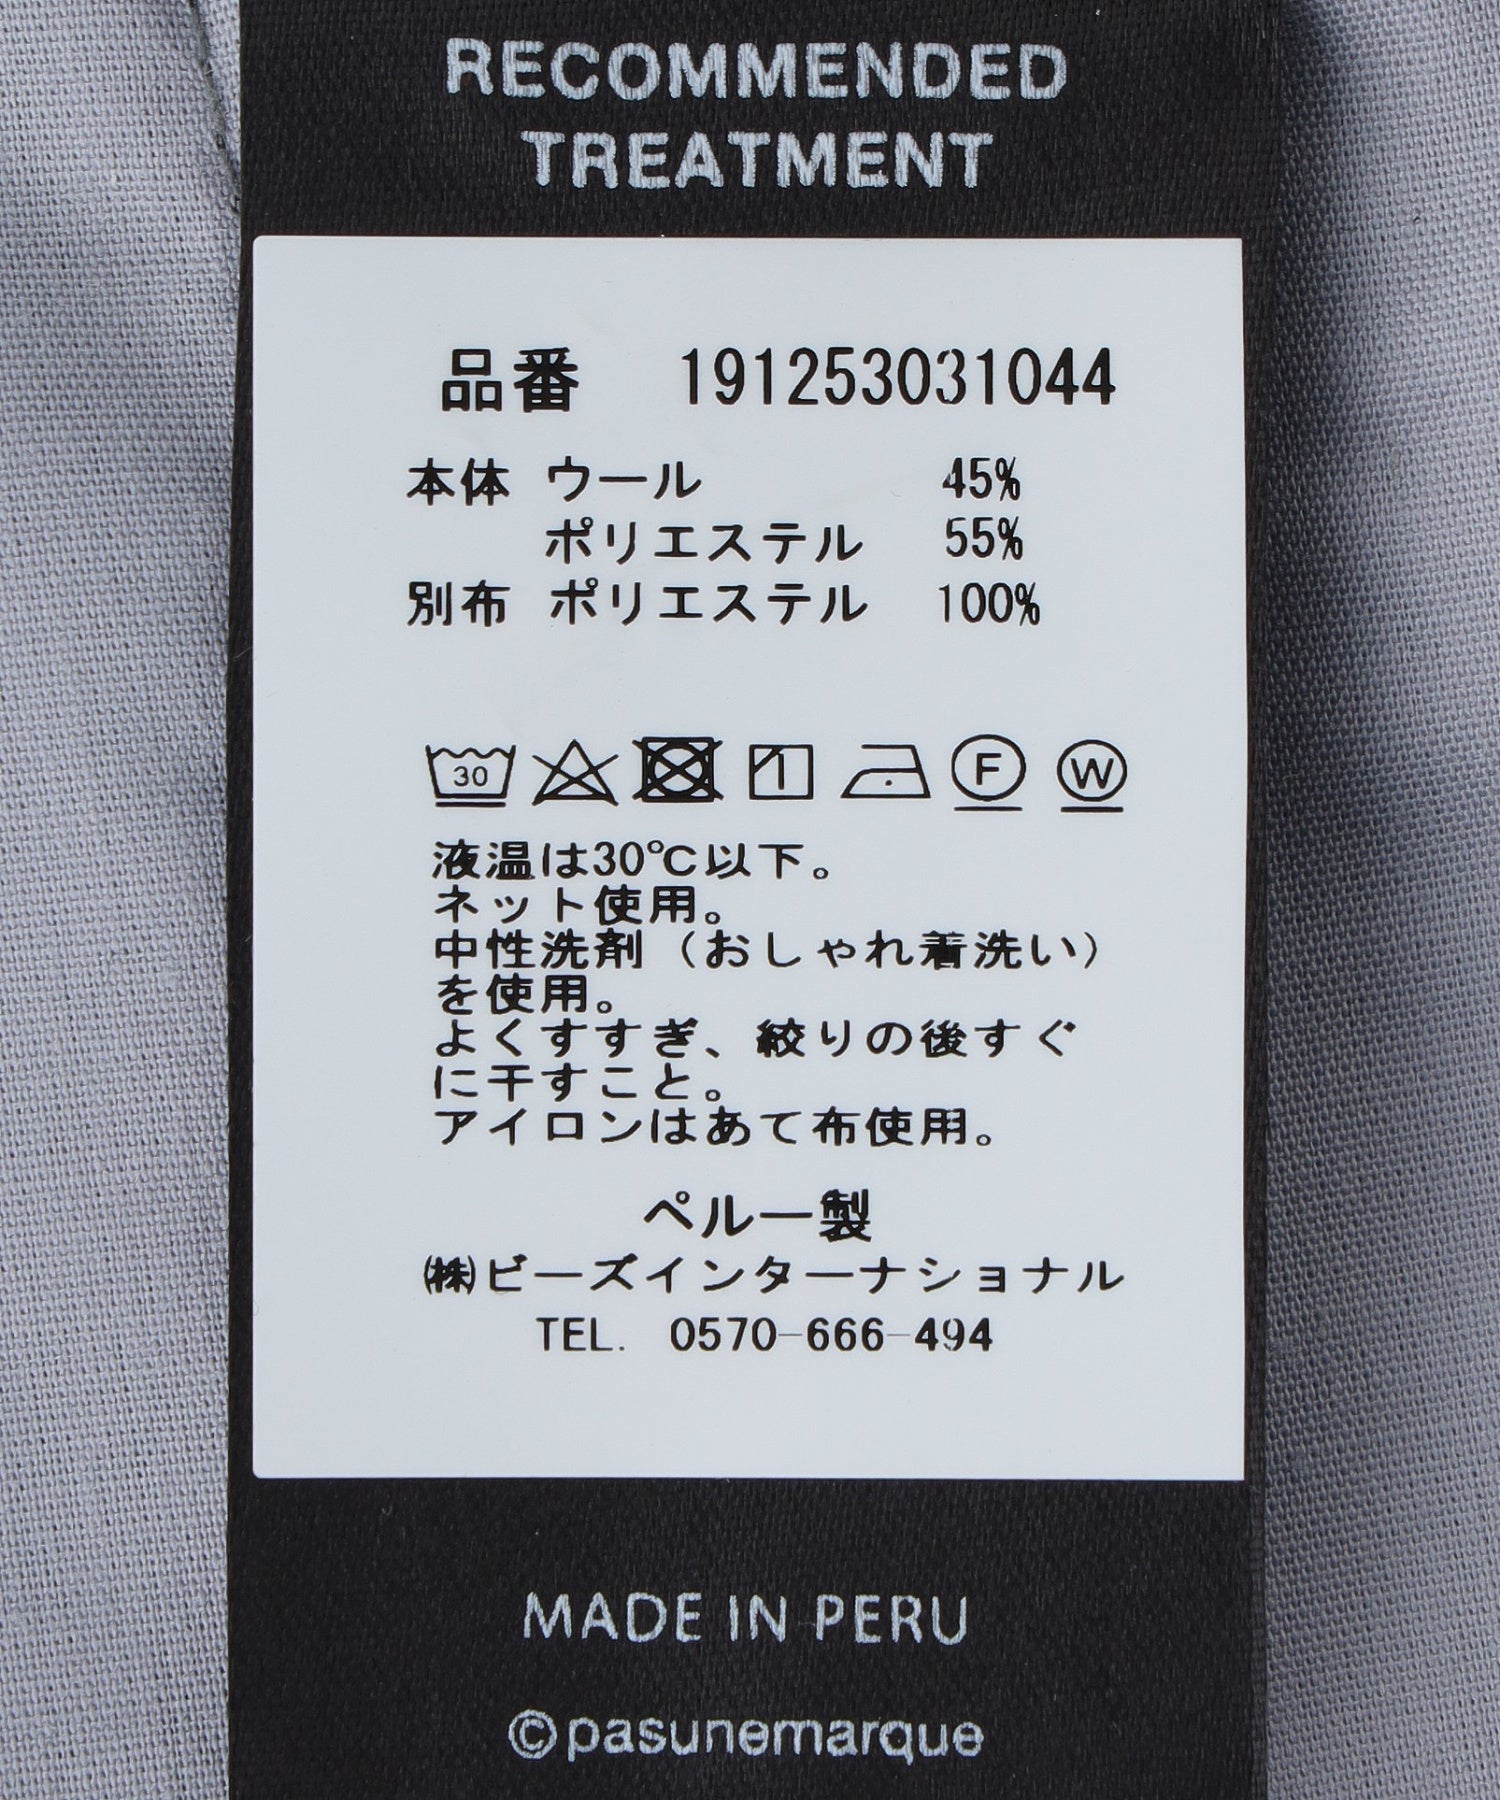 RECOMMENDED
TREATMENT
品番 191253031044
本体 ウール 45%
ポリエステル 55%
別布 ポリエステル 100%
30 F W
液温は30℃以下。
ネット使用。
中性洗剤（おしゃれ着洗い）
を使用。
よくすすぎ、絞りの後すぐ
に干すこと。
アイロンはあて布使用。
ペルー製
㈱ビーズインターナショナル
TEL. 0570-666-494
MADE IN PERU
©pasunemarque